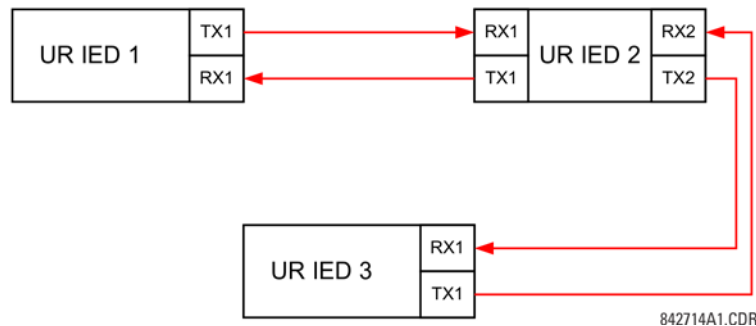 TX1
RX1
RX2
UR IED 1
UR IED 2
RX1
TX1
TX2
RX1
UR IED 3
TX1
842714A1.CDR